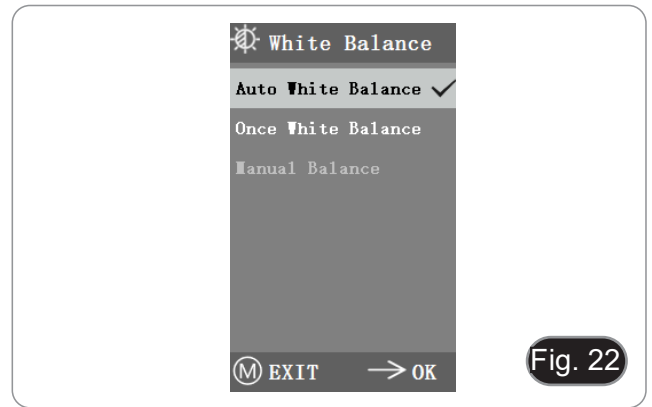 White Balance
Auto White Balance
Once White Balance
Manual Balance
M EXIT → OK
Fig. 22